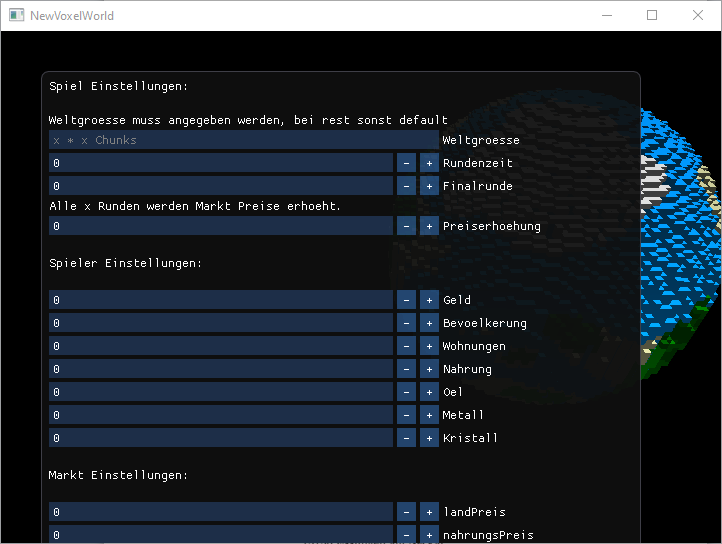 NewVoxelWorld
Spiel Einstellungen:
Weltgroesse muss angegeben werden, bei rest sonst default
x * x Chunks Weltgroesse
0 - + Rundenzeit
0 - + Finalrunde
Alle x Runden werden Markt Preise erhoeht.
0 - + Preiserhoehung
Spieler Einstellungen:
0 - + Geld
0 - + Bevoelkerung
0 - + Wohnungen
0 - + Nahrung
0 - + Oel
0 - + Metall
0 - + Kristall
Markt Einstellungen:
0 - + landPreis
0 - + nahrungsPreis